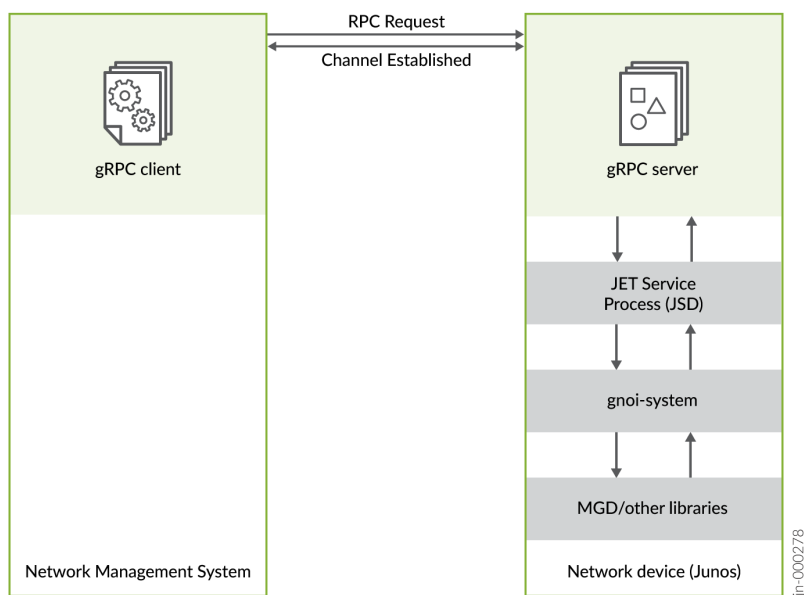 RPC Request
Channel Established
gRPC client
gRPC server
JET Service
Process (JSD)
gnoi-system
MGD/other libraries
Network Management System
Network device (Junos)
jn-000278